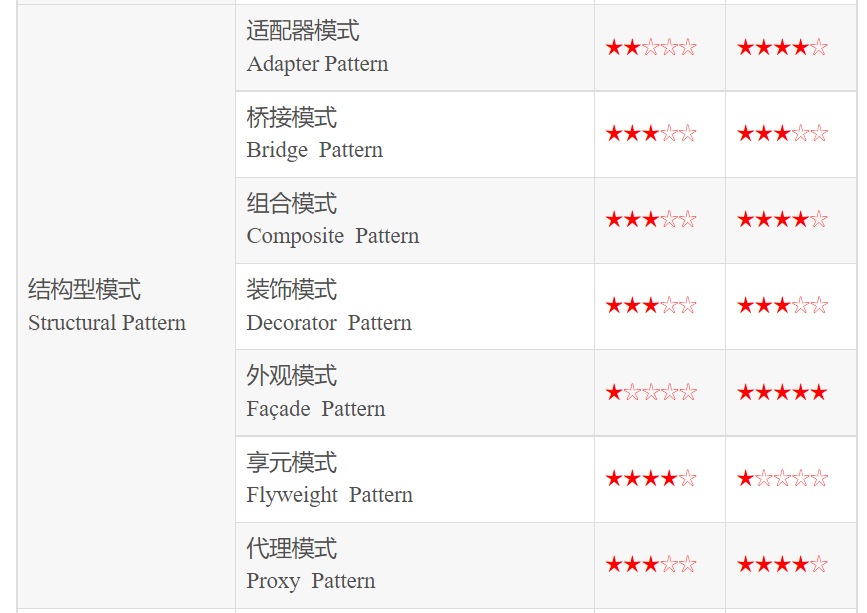 适配器模式
Adapter Pattern
★★☆☆☆
★★★★☆
桥接模式
Bridge  Pattern
★★★☆☆
★★★☆☆
组合模式
Composite  Pattern
★★★☆☆
★★★★☆
结构型模式
Structural Pattern
装饰模式
Decorator  Pattern
★★★☆☆
★★★☆☆
外观模式
Façade  Pattern
★☆☆☆☆
★★★★★
享元模式
Flyweight  Pattern
★★★★☆
★☆☆☆☆
代理模式
Proxy  Pattern
★★★☆☆
★★★★☆